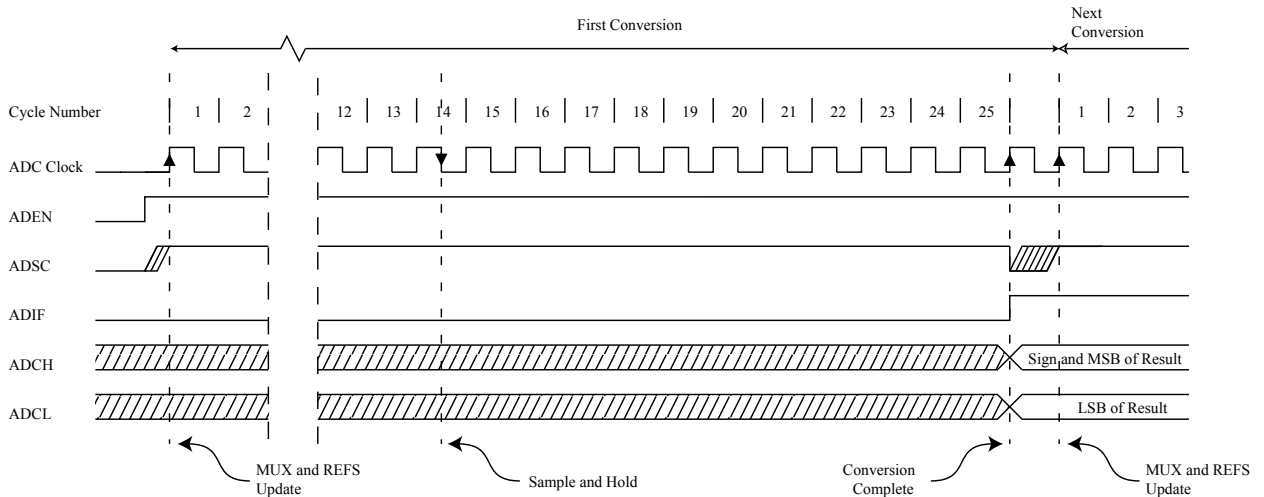 First Conversion
Next
Conversion
Cycle Number 1 2 12 13 14 15 16 17 18 19 20 21 22 23 24 25 1 2 3
ADC Clock
ADEN
ADSC
ADIF
ADCH Sign and MSB of Result
ADCL LSB of Result
MUX and REFS
Update
Sample and Hold
Conversion
Complete
MUX and REFS
Update